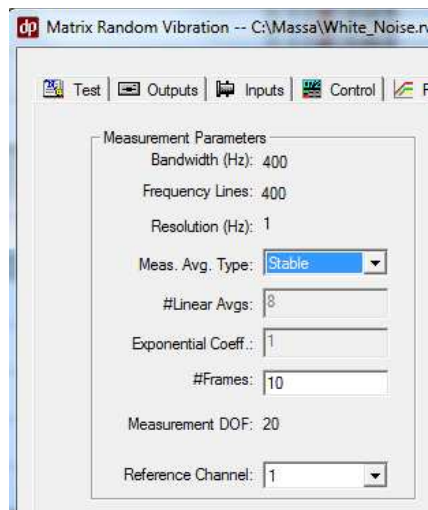 dp Matrix Random Vibration -- C:\Massa\White_Noise.rv
Test Outputs Inputs Control
Measurement Parameters
Bandwidth (Hz): 400
Frequency Lines: 400
Resolution (Hz): 1
Meas. Avg. Type: Stable
#Linear Avgs: 8
Exponential Coeff.: 1
#Frames: 10
Measurement DOF: 20
Reference Channel: 1